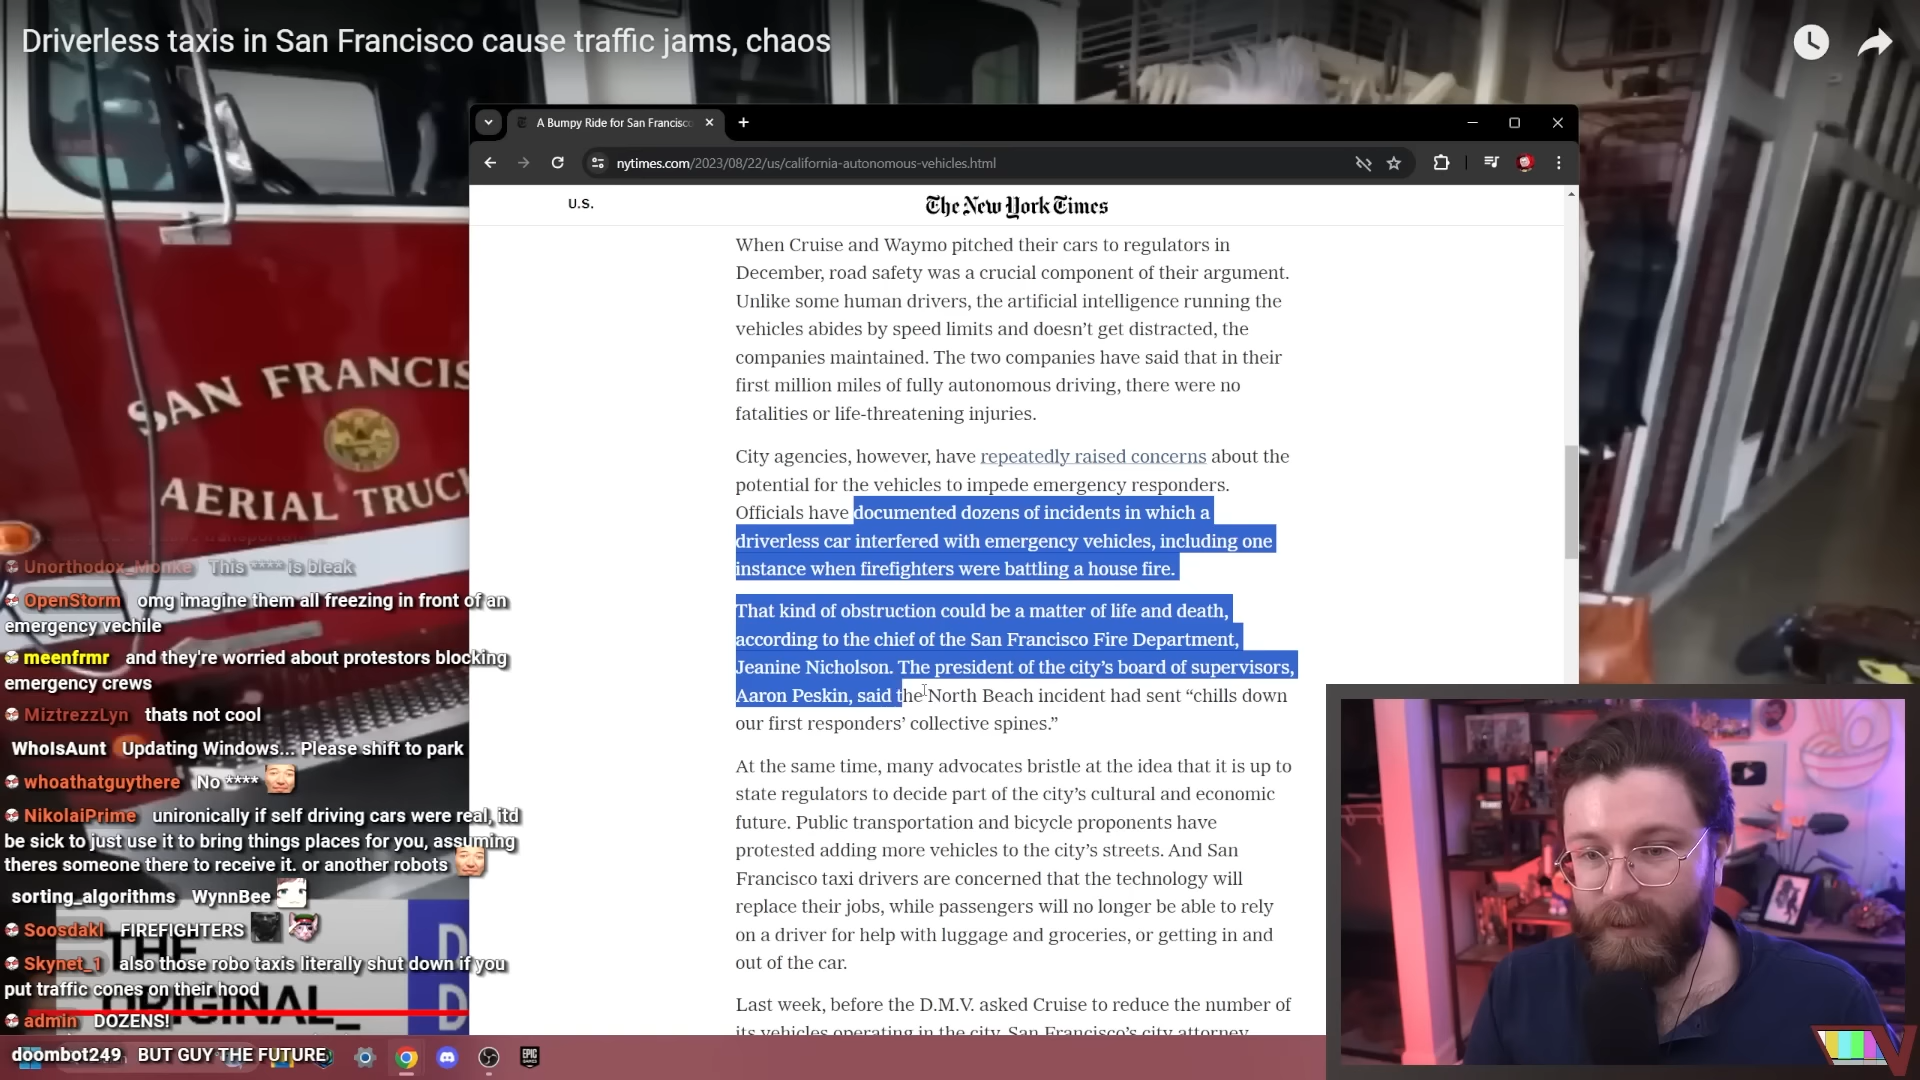 Driverless taxis in San Francisco cause traffic jams, chaos
A Bumpy Ride for San Francisco
nytimes.com/2023/08/22/us/california-autonomous-vehicles.html
U.S.
The New York Times
When Cruise and Waymo pitched their cars to regulators in
December, road safety was a crucial component of their argument.
Unlike some human drivers, the artificial intelligence running the
vehicles abides by speed limits and doesn’t get distracted, the
companies maintained. The two companies have said that in their
first million miles of fully autonomous driving, there were no
fatalities or life-threatening injuries.
City agencies, however, have repeatedly raised concerns about the
potential for the vehicles to impede emergency responders.
Officials have documented dozens of incidents in which a
driverless car interfered with emergency vehicles, including one
instance when firefighters were battling a house fire.
That kind of obstruction could be a matter of life and death,
according to the chief of the San Francisco Fire Department,
Jeanine Nicholson. The president of the city’s board of supervisors,
Aaron Peskin, said the North Beach incident had sent “chills down
our first responders’ collective spines.”
At the same time, many advocates bristle at the idea that it is up to
state regulators to decide part of the city’s cultural and economic
future. Public transportation and bicycle proponents have
protested adding more vehicles to the city’s streets. And San
Francisco taxi drivers are concerned that the technology will
replace their jobs, while passengers will no longer be able to rely
on a driver for help with luggage and groceries, or getting in and
out of the car.
Last week, before the D.M.V. asked Cruise to reduce the number of
its vehicles operating in the city, San Francisco’s city attorney
SAN FRANCIS
AERIAL TRUC
Unorthodox_Monke This **** is bleak
OpenStorm omg imagine them all freezing in front of an
emergency vechile
meenfrmr and they're worried about protestors blocking
emergency crews
MiztrezzLyn thats not cool
WhoIsAunt Updating Windows... Please shift to park
whoathatguythere No ****
NikolaiPrime unironically if self driving cars were real, itd
be sick to just use it to bring things places for you, assuming
theres someone there to receive it. or another robots
sorting_algorithms WynnBee
Soosdakl FIREFIGHTERS
Skynet_1 also those robo taxis literally shut down if you
put traffic cones on their hood
admin DOZENS!
doombot249 BUT GUY THE FUTURE
THE
ORIGINAL_
D
D
EPIC